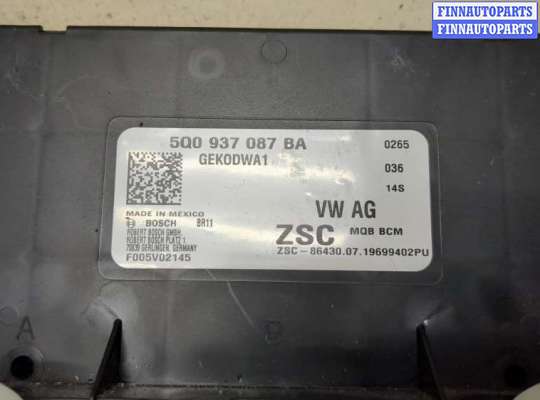 FINNAUTOPARTS
FINNAUTOPARTS
5Q0 937 087 BA
0265
GEKODWA1
036
14S
MADE IN MEXICO
VW AG
BOSCH BR11
ROBERT BOSCH GMBH
ROBERT BOSCH PLATZ 1
70839 GERLINGEN, GERMANY
F005V02145
ZSC MQB BCM
ZSC-86430.07.19699402PU
A
B